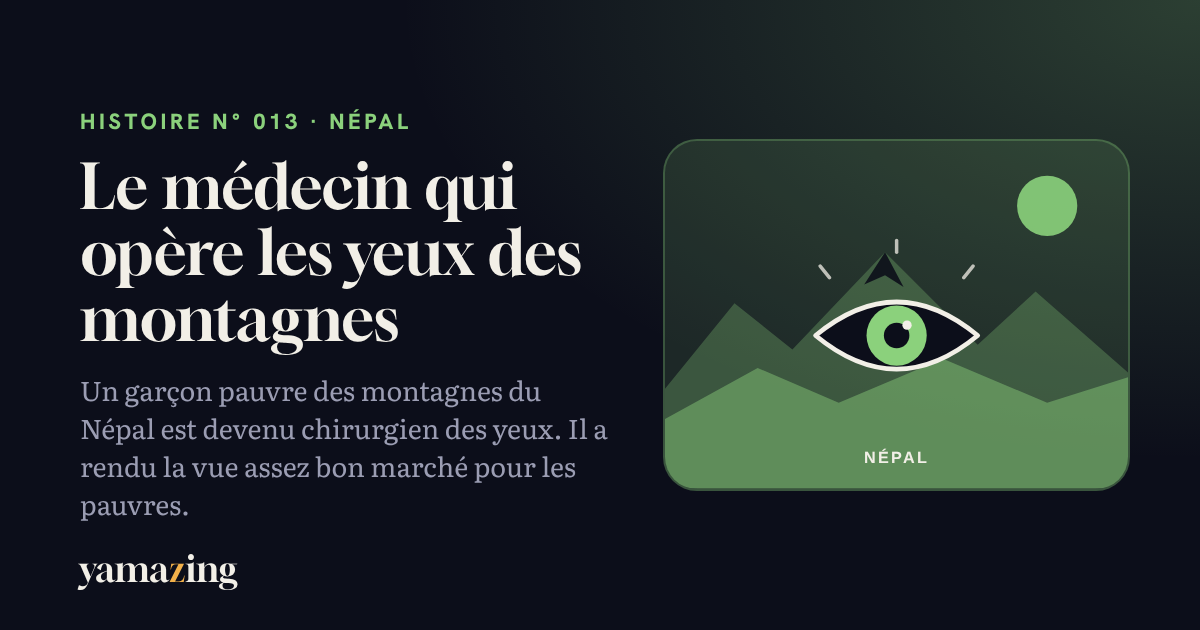 HISTOIRE N° 013 · NÉPAL
Le médecin qui
opère les yeux des
montagnes
Un garçon pauvre des montagnes du
Népal est devenu chirurgien des yeux. Il a
rendu la vue assez bon marché pour les
pauvres.
yamazing
NÉPAL